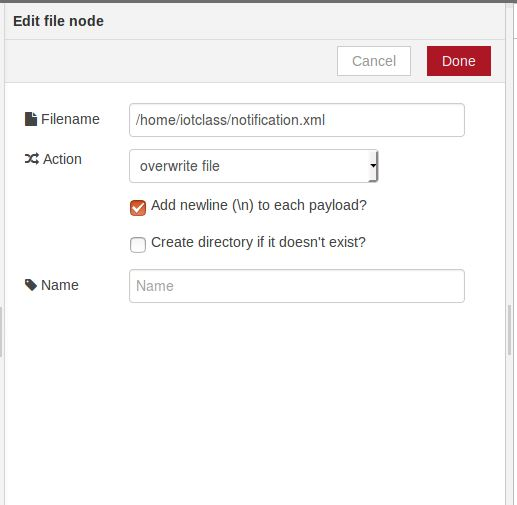 Edit file node
Cancel Done
Filename /home/iotclass/notification.xml
Action overwrite file
Add newline (\n) to each payload?
Create directory if it doesn't exist?
Name Name